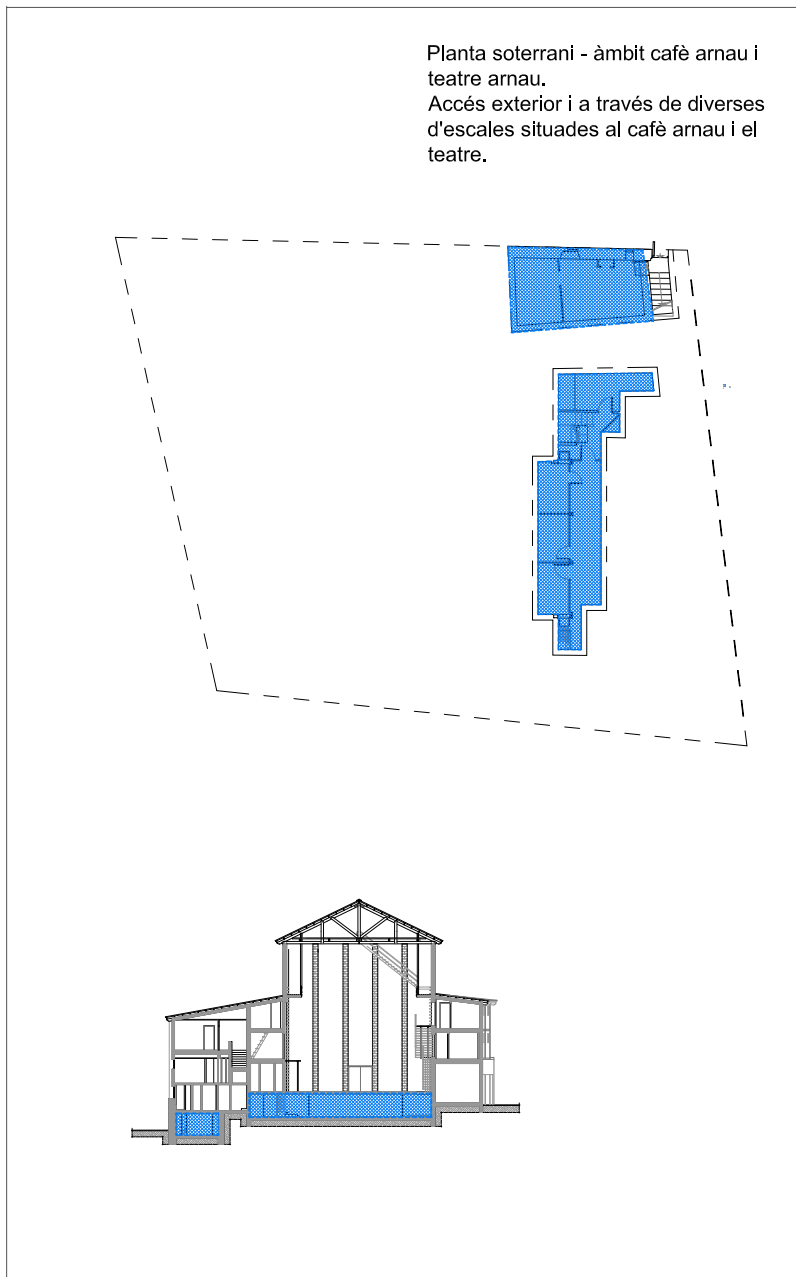 Planta soterrani - àmbit cafè arnau i
teatre arnau.
Accés exterior i a través de diverses
d'escales situades al cafè arnau i el
teatre.